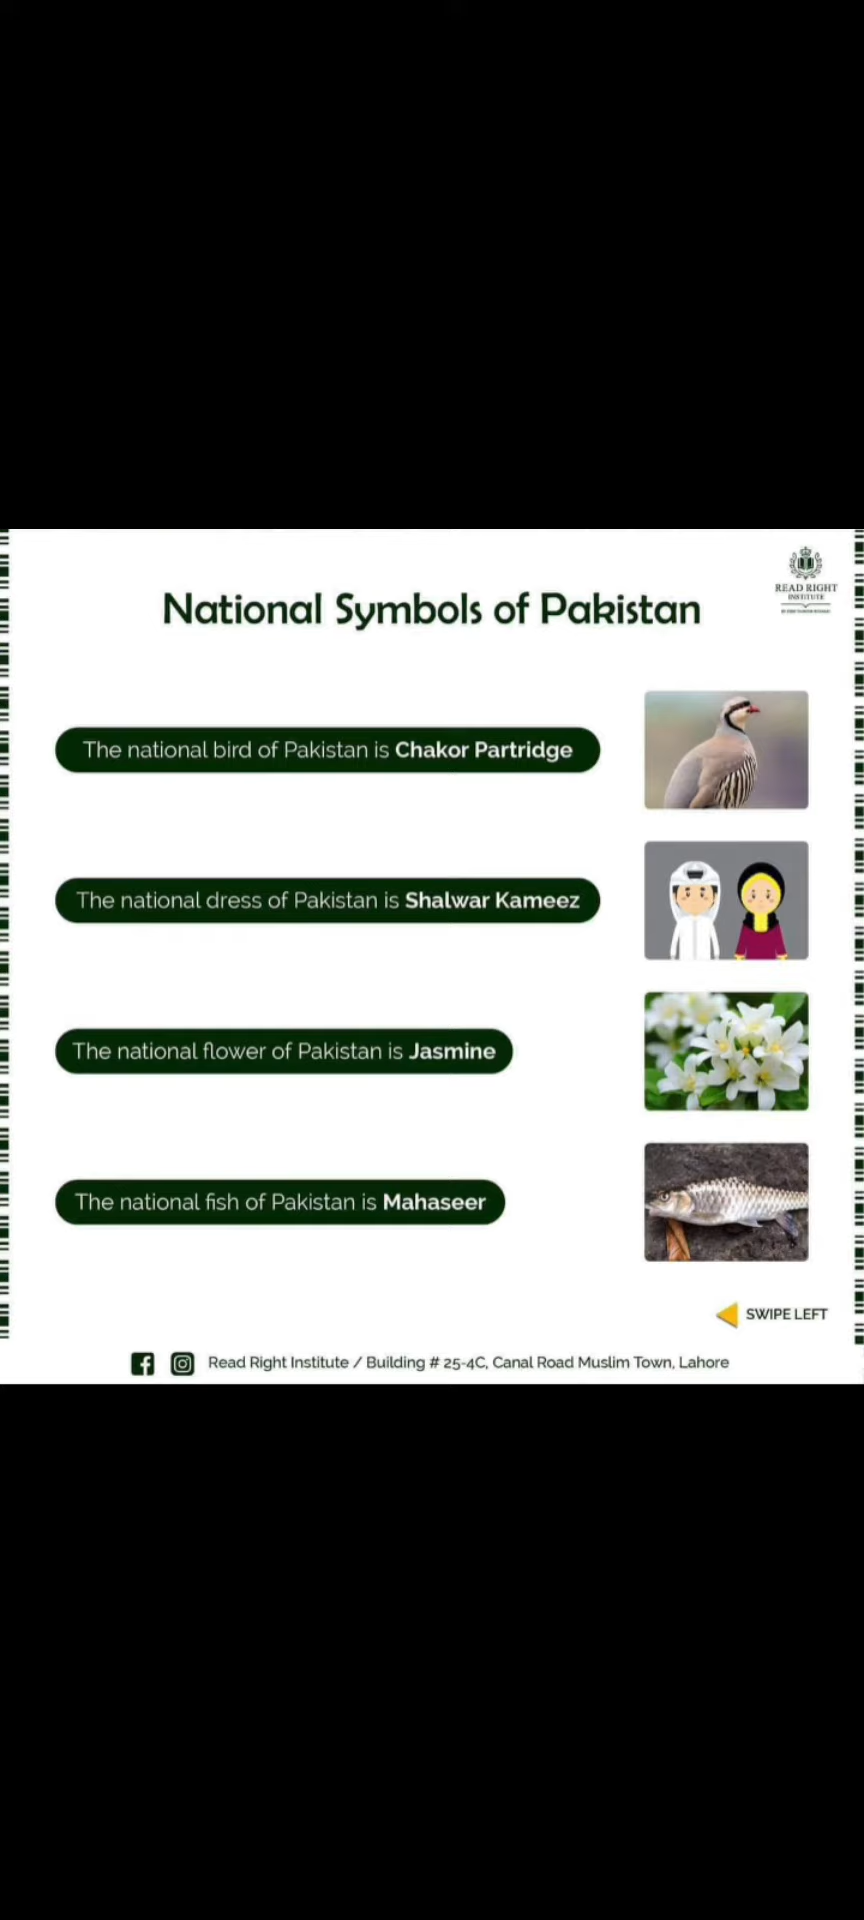 READ RIGHT
INSTITUTE
National Symbols of Pakistan
The national bird of Pakistan is Chakor Partridge
The national dress of Pakistan is Shalwar Kameez
The national flower of Pakistan is Jasmine
The national fish of Pakistan is Mahaseer
SWIPE LEFT
Read Right Institute / Building # 25-4C, Canal Road Muslim Town, Lahore